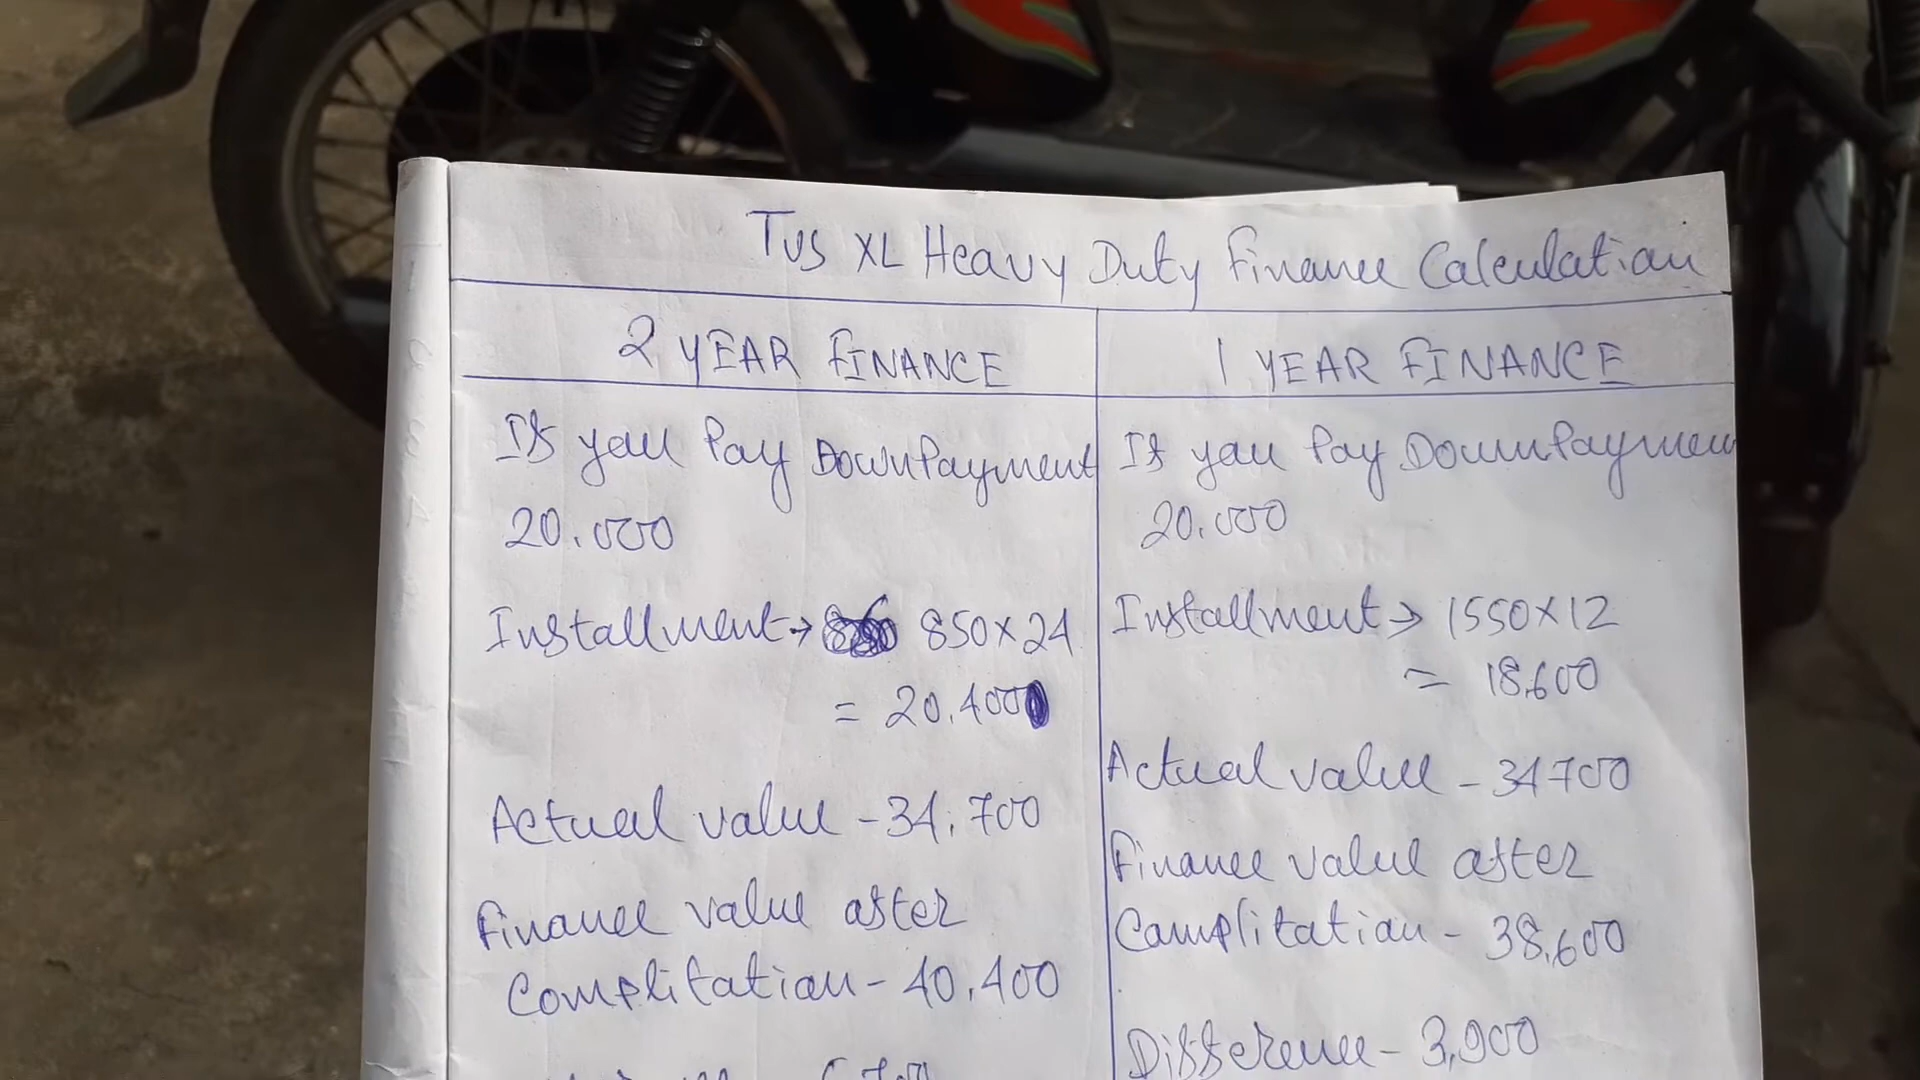 Tvs XL Heavy Duty Finance Calculation
2 YEAR FINANCE
If you Pay DownPayment
20.000
Installment → 850×24
= 20.400
Actual value - 34,700
Finance value after
Complitation - 40,400
1 YEAR FINANCE
If you Pay DownPaymen
20.000
Installment → 1550×12
= 18,600
Actual value - 34700
Finance value after
Complitation - 38,600
Difference - 3,900